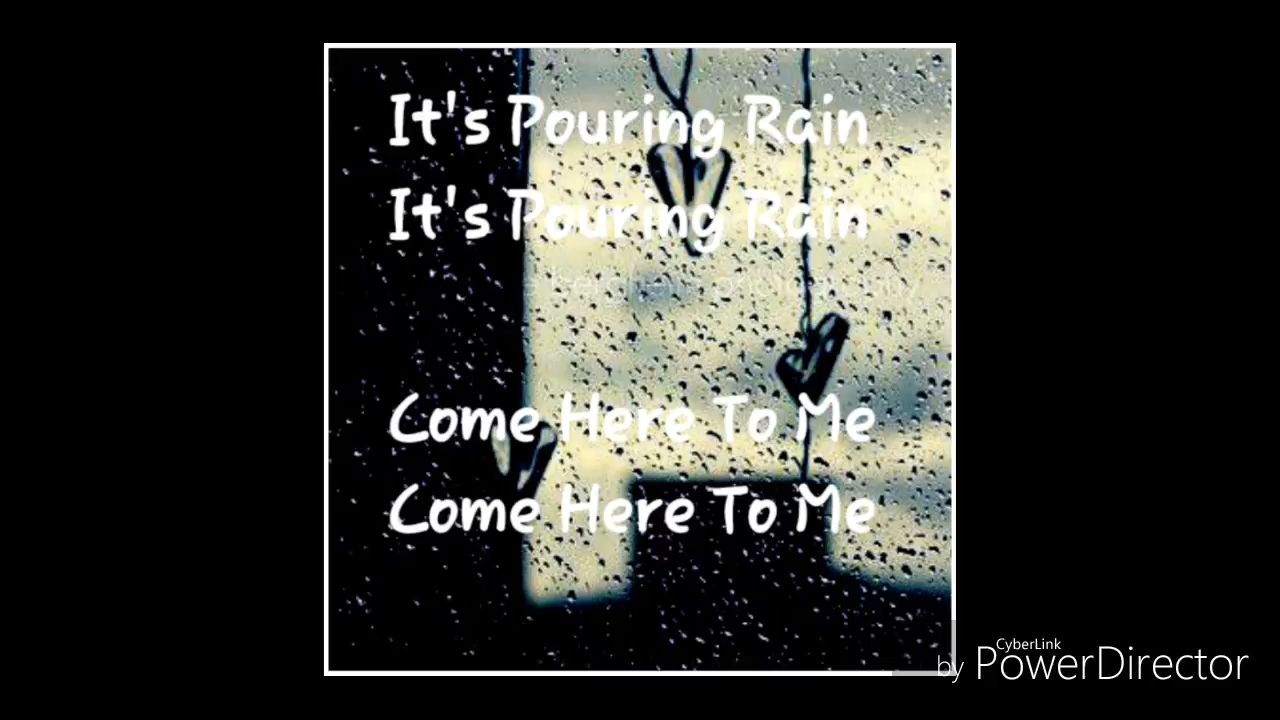 It's Pouring Rain
It's Pouring Rain
Come Here To Me
Come Here To Me
CyberLink
by PowerDirector